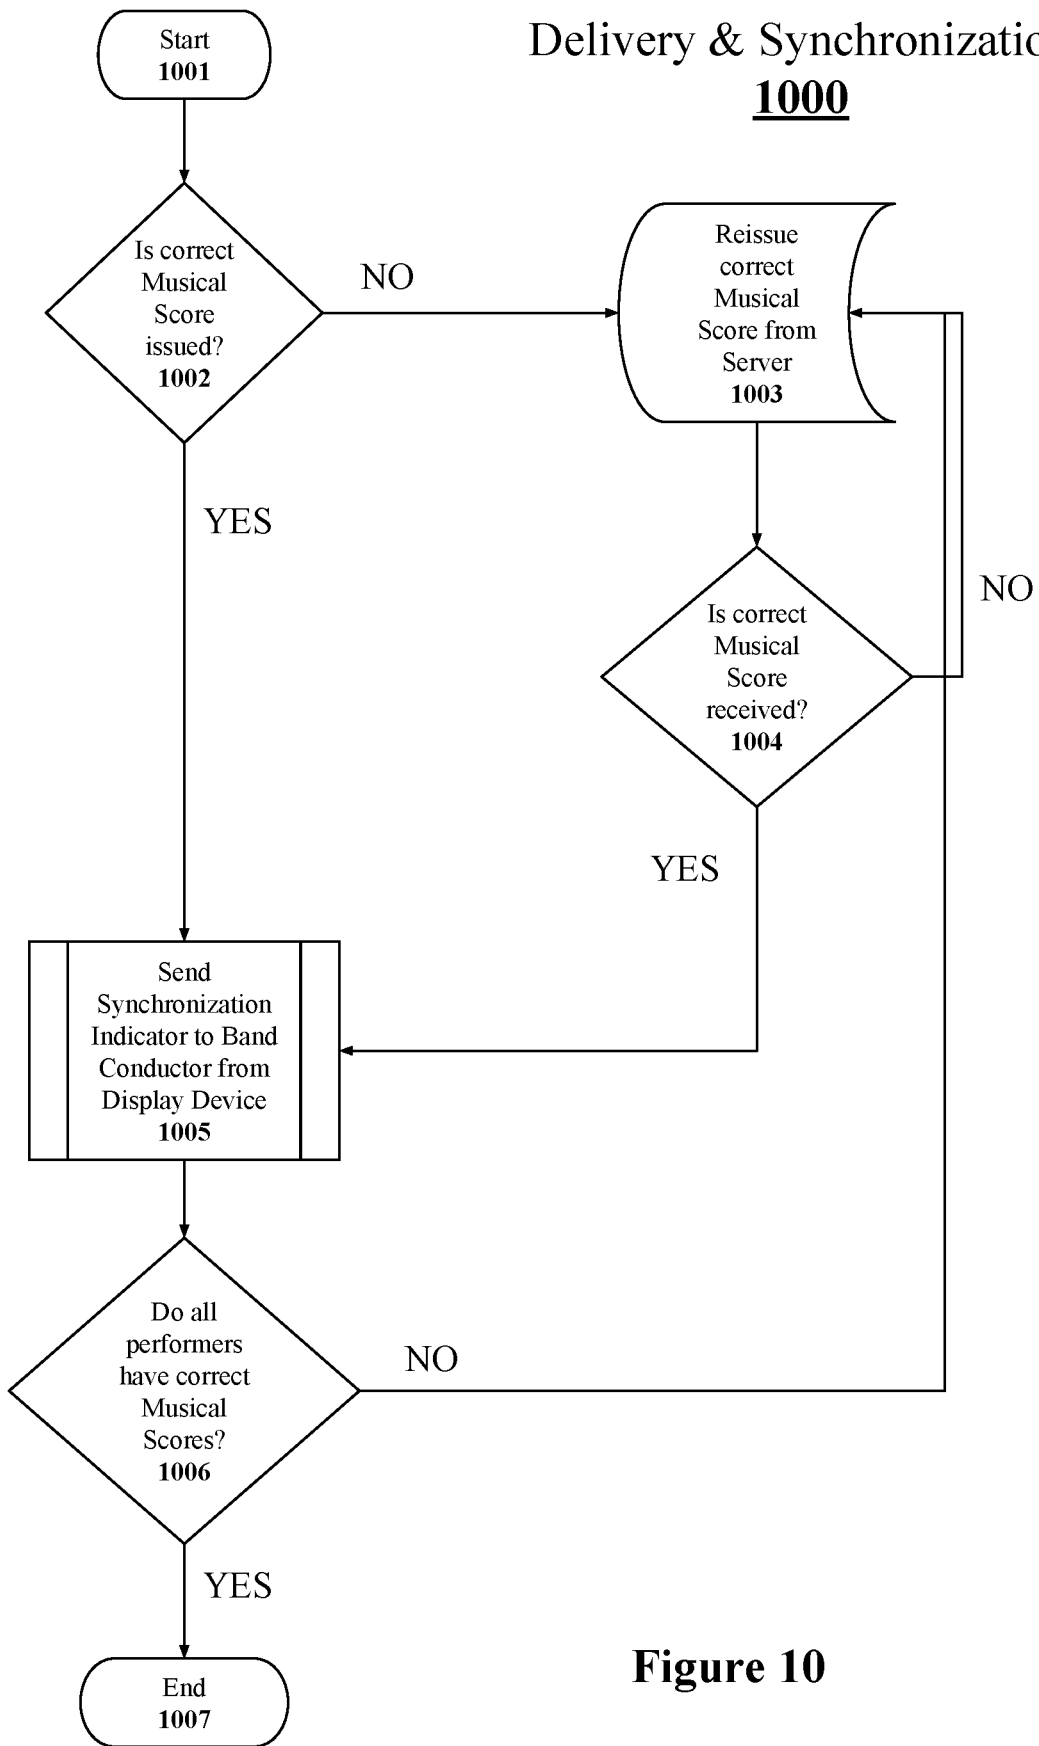 Delivery & Synchronizatio
1000
Start
1001
Is correct
Musical
Score
issued?
1002
NO
Reissue
correct
Musical
Score from
Server
1003
YES
NO
Is correct
Musical
Score
received?
1004
YES
Send
Synchronization
Indicator to Band
Conductor from
Display Device
1005
Do all
performers
have correct
Musical
Scores?
1006
NO
YES
End
1007
Figure 10